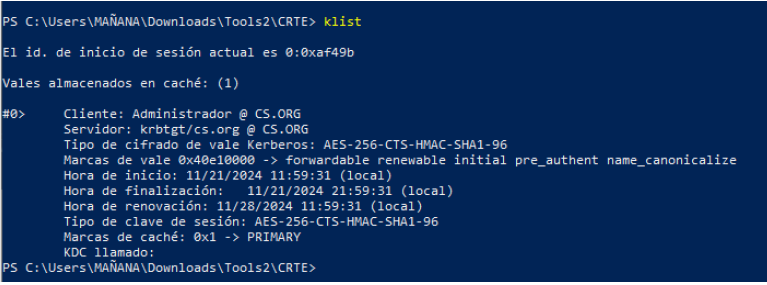 PS C:\Users\MAÑANA\Downloads\Tools2\CRTE> klist
El id. de inicio de sesión actual es 0:0xaf49b
Vales almacenados en caché: (1)
#0>     Cliente: Administrador @ CS.ORG
        Servidor: krbtgt/cs.org @ CS.ORG
        Tipo de cifrado de vale Kerberos: AES-256-CTS-HMAC-SHA1-96
        Marcas de vale 0x40e10000 -> forwardable renewable initial pre_authent name_canonicalize
        Hora de inicio: 11/21/2024 11:59:31 (local)
        Hora de finalización:   11/21/2024 21:59:31 (local)
        Hora de renovación: 11/28/2024 11:59:31 (local)
        Tipo de clave de sesión: AES-256-CTS-HMAC-SHA1-96
        Marcas de caché: 0x1 -> PRIMARY
        KDC llamado:
PS C:\Users\MAÑANA\Downloads\Tools2\CRTE>